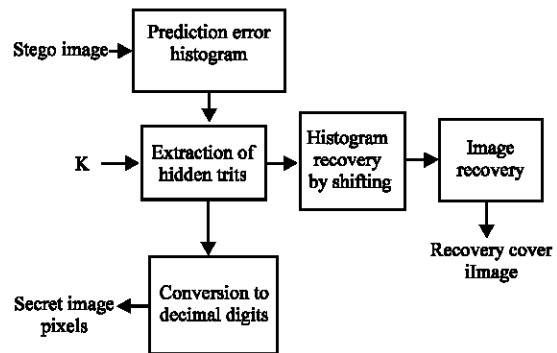 Prediction error
histogram
Stego image
K
Extraction of
hidden trits
Histogram
recovery
by shifting
Image
recovery
Recovery cover
iImage
Conversion to
decimal digits
Secret image
pixels